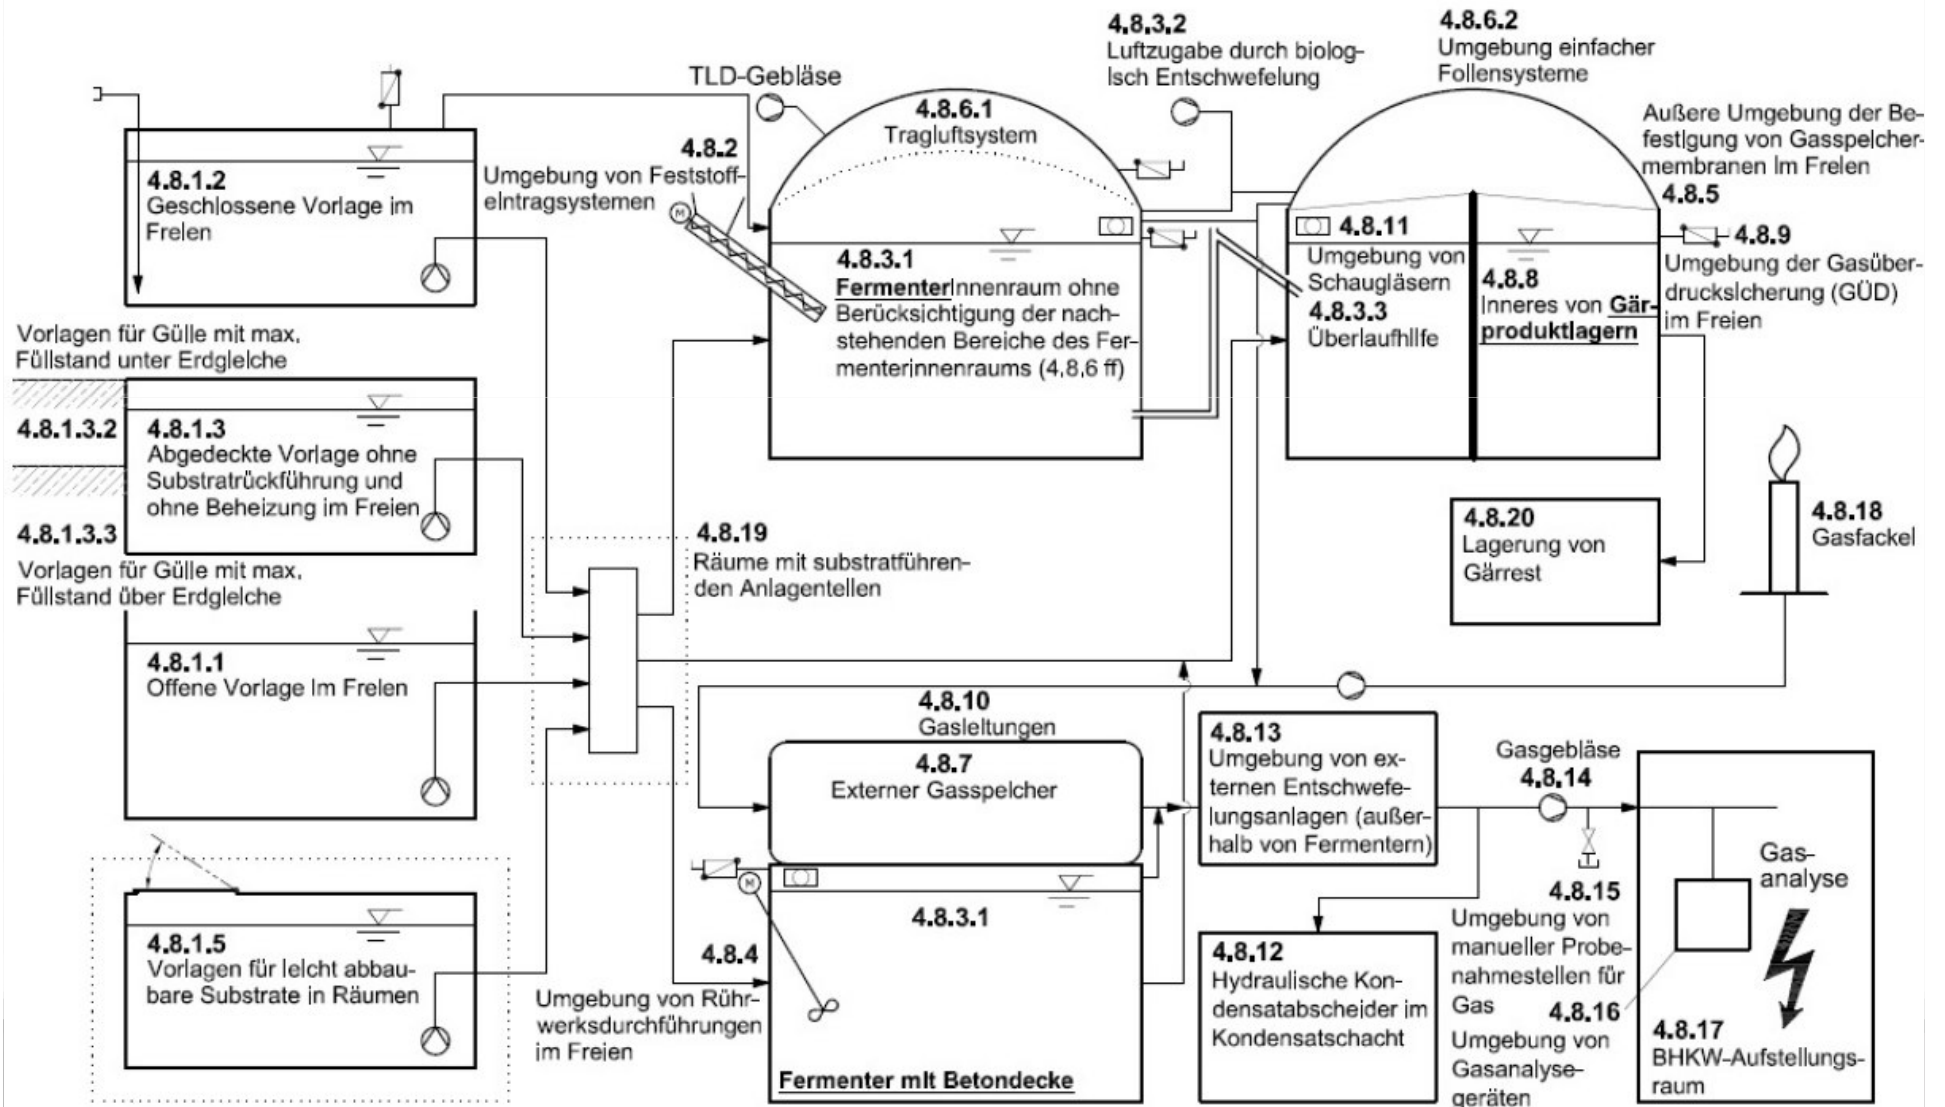 4.8.3.2
Luftzugabe durch biolog-
isch Entschwefelung
4.8.6.2
Umgebung einfacher
Follensysteme
TLD-Gebläse
4.8.6.1
Tragluftsystem
Außere Umgebung der Be-
festigung von Gasspeicher-
membranen Im Freien
4.8.5
4.8.2
Umgebung von Feststoff-
eintragsystemen
M
4.8.1.2
Geschlossene Vorlage im
Freien
4.8.3.1
Fermenterinnenraum ohne
Berücksichtigung der nach-
stehenden Bereiche des Fer-
menterinnenraums (4.8.6 ff)
4.8.11
Umgebung von
Schaugläsern
4.8.3.3
Überlaufhilfe
4.8.8
Inneres von Gär-
produktlagern
4.8.9
Umgebung der Gasüber-
drucksicherung (GÜD)
im Freien
Vorlagen für Gülle mit max.
Füllstand unter Erdgleiche
4.8.1.3.2
4.8.1.3
Abgedeckte Vorlage ohne
Substratrückführung und
ohne Beheizung im Freien
4.8.1.3.3
Vorlagen für Gülle mit max.
Füllstand über Erdgleiche
4.8.19
Räume mit substratführen-
den Anlagentellen
4.8.20
Lagerung von
Gärrest
4.8.18
Gasfackel
4.8.1.1
Offene Vorlage Im Freien
4.8.10
Gasleitungen
4.8.7
Externer Gasspeicher
4.8.13
Umgebung von ex-
ternen Entschwefe-
lungsanlagen (außer-
halb von Fermentern)
Gasgebläse
4.8.14
Gas-
analyse
M
4.8.3.1
4.8.15
Umgebung von
manueller Probe-
nahmestellen für
Gas
4.8.1.5
Vorlagen für leicht abbau-
bare Substrate in Räumen
4.8.4
Umgebung von Rühr-
werksdurchführungen
im Freien
4.8.12
Hydraulische Kon-
densatabscheider im
Kondensatschacht
4.8.16
Umgebung von
Gasanalyse-
geräten
4.8.17
BHKW-Aufstellungs-
raum
Fermenter mit Betondecke